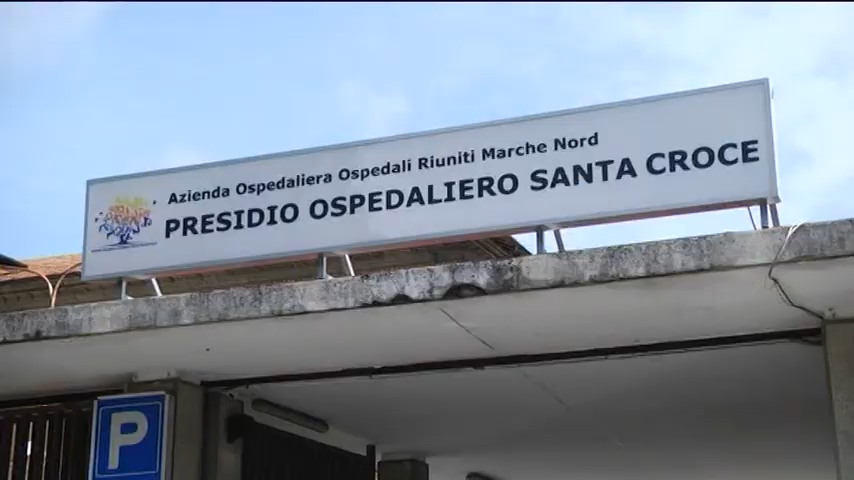 Azienda Ospedaliera Ospedali Riuniti Marche Nord
PRESIDIO OSPEDALIERO SANTA CROCE
P